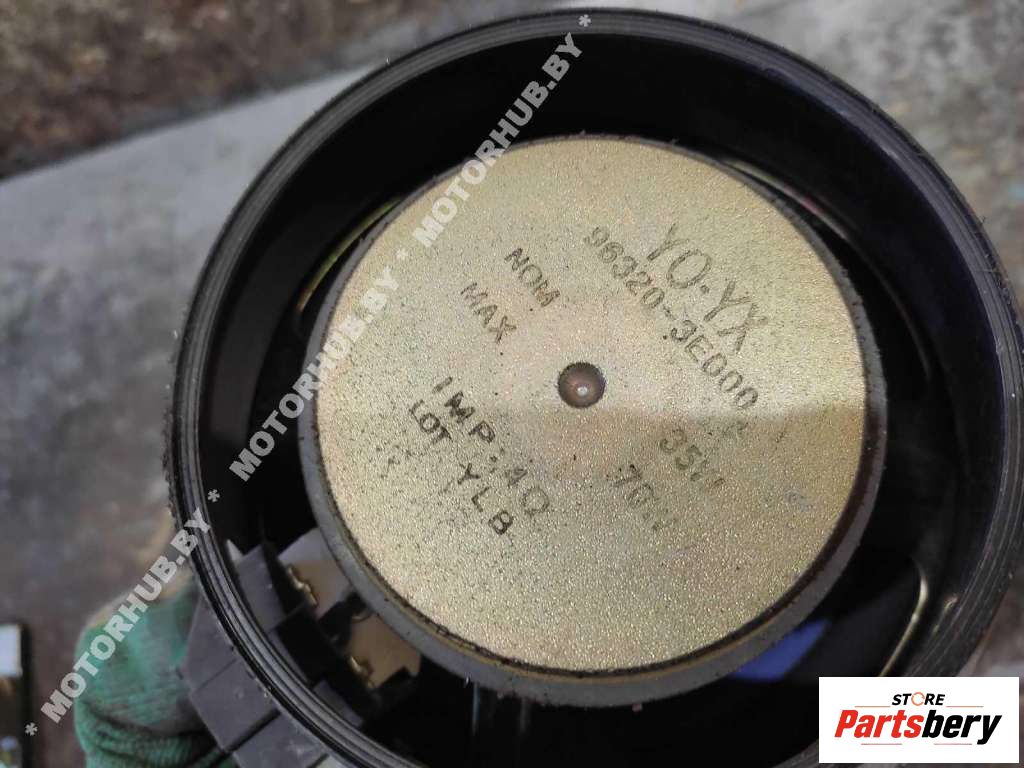 YO-YX
96320-3E000
NOM 35W
MAX 70W
IMP:4Ω
LOT YLB
* MOTORHUB.BY * MOTORHUB.BY * MOTORHUB.BY * MOTORHUB.BY *
STORE
Partsbery